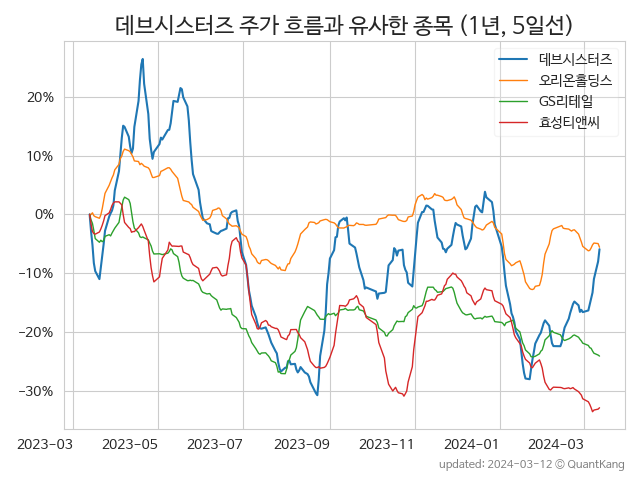 데브시스터즈 주가 흐름과 유사한 종목 (1년, 5일선)
데브시스터즈
오리온홀딩스
GS리테일
효성티앤씨
20%
10%
0%
−10%
−20%
−30%
2023-03 2023-05 2023-07 2023-09 2023-11 2024-01 2024-03
updated: 2024-03-12 © QuantKang